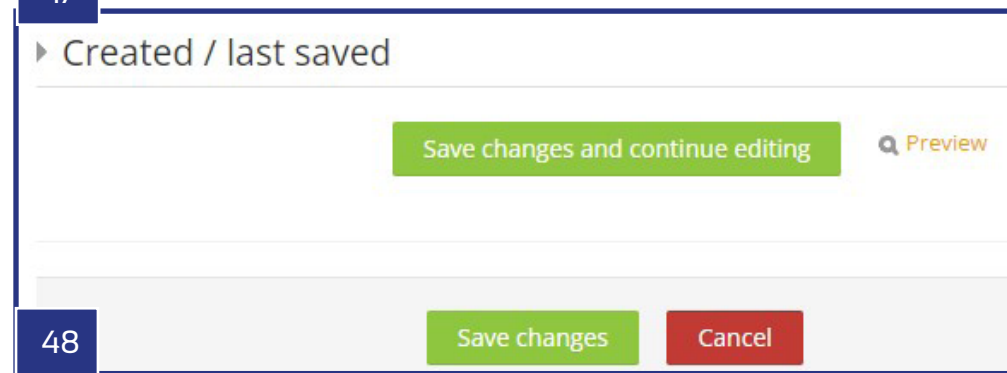 Created / last saved
Save changes and continue editing
Preview
48
Save changes
Cancel